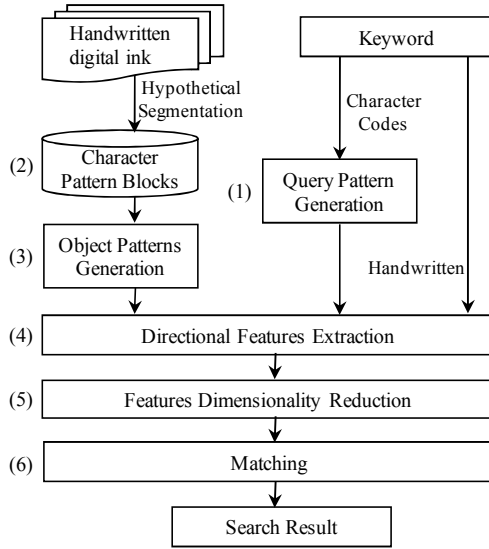 Handwritten
digital ink
Keyword
Hypothetical
Segmentation
Character
Codes
(2)
Character
Pattern Blocks
(1)
Query Pattern
Generation
(3)
Object Patterns
Generation
Handwritten
(4)
Directional Features Extraction
(5)
Features Dimensionality Reduction
(6)
Matching
Search Result